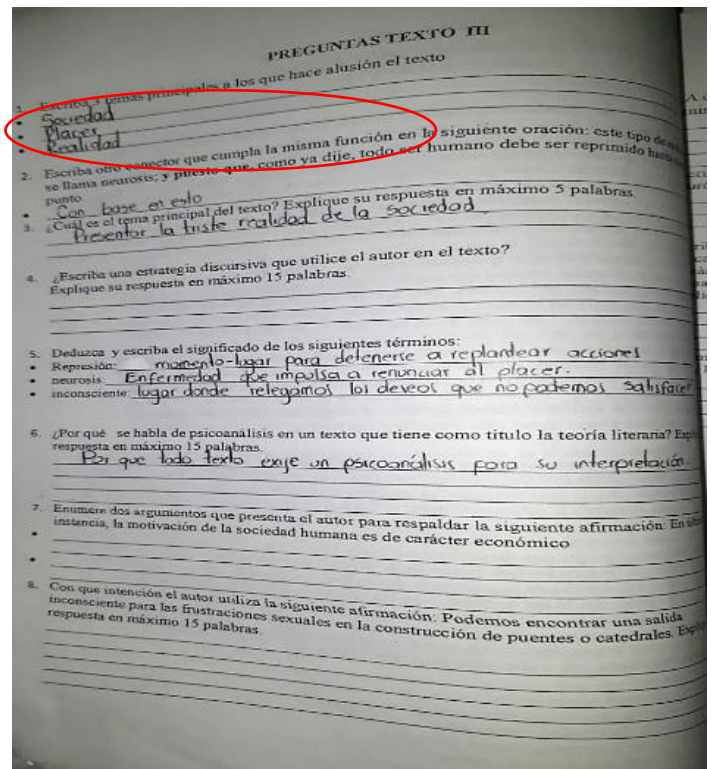 PREGUNTAS TEXTO III
1. Escriba 3 temas principales a los que hace alusión el texto
• Sociedad
• Placer
• Realidad
2. Escriba otro conector que cumpla la misma función en la siguiente oración: este tipo de
se llama neurosis; y puesto que, como ya dije, todo ser humano debe ser reprimido hasta
punto
• Con base en esto
3. ¿Cuál es el tema principal del texto? Explique su respuesta en máximo 5 palabras
Presentar la triste realidad de la sociedad
4. ¿Escriba una estrategia discursiva que utilice el autor en el texto?
Explique su respuesta en máximo 15 palabras.
5. Deduzca y escriba el significado de los siguientes términos:
• Represión: momento-lugar para detenerse a replantear acciones
• neurosis: Enfermedad que impulsa a renunciar al placer.
• inconsciente: lugar donde relegamos los deveos que no podemos satisfacer
6. ¿Por qué se habla de psicoanálisis en un texto que tiene como título la teoría literaria?
respuesta en máximo 15 palabras.
Por que todo texto exije un psicoanálisis para su interpretación.
7. Enumere dos argumentos que presenta el autor para respaldar la siguiente afirmación: En
instancia, la motivación de la sociedad humana es de carácter económico
•
•
8. Con que intención el autor utiliza la siguiente afirmación: Podemos encontrar una salida
inconsciente para las frustraciones sexuales en la construcción de puentes o catedrales.
respuesta en máximo 15 palabras.